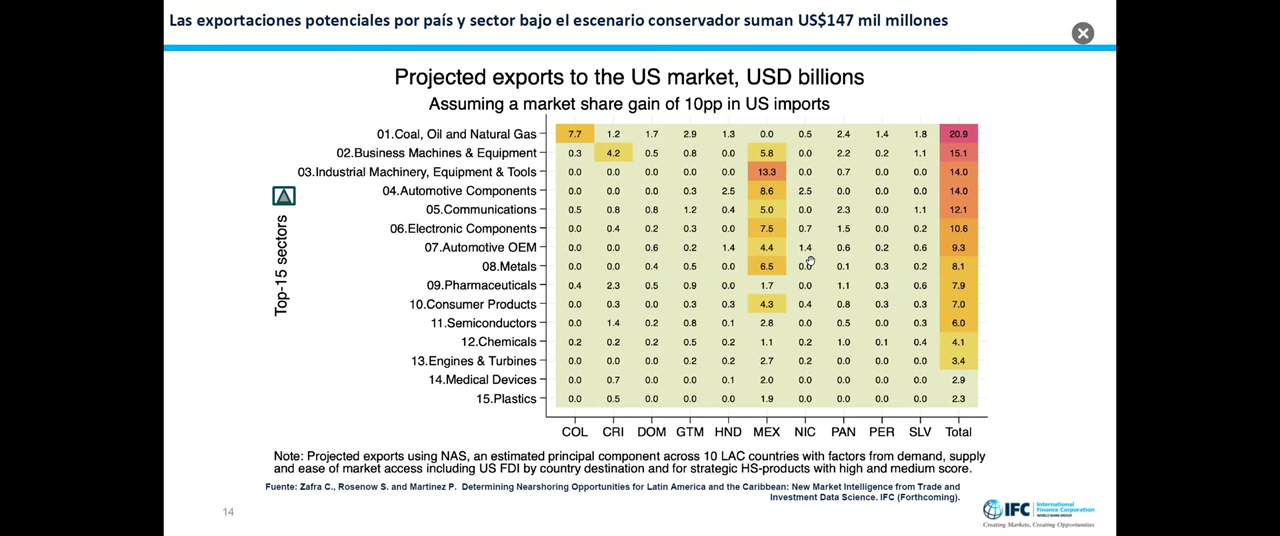 Las exportaciones potenciales por país y sector bajo el escenario conservador suman US$147 mil millones
Projected exports to the US market, USD billions
Assuming a market share gain of 10pp in US imports
Top-15 sectors
01.Coal, Oil and Natural Gas 7.7 1.2 1.7 2.9 1.3 0.0 0.5 2.4 1.4 1.8 20.9
02.Business Machines & Equipment 0.3 4.2 0.5 0.8 0.0 5.8 0.0 2.2 0.2 1.1 15.1
03.Industrial Machinery, Equipment & Tools 0.0 0.0 0.0 0.0 0.0 13.3 0.0 0.7 0.0 0.0 14.0
04.Automotive Components 0.0 0.0 0.0 0.3 2.5 8.6 2.5 0.0 0.0 0.0 14.0
05.Communications 0.5 0.8 0.8 1.2 0.4 5.0 0.0 2.3 0.0 1.1 12.1
06.Electronic Components 0.0 0.4 0.2 0.3 0.0 7.5 0.7 1.5 0.0 0.2 10.6
07.Automotive OEM 0.0 0.0 0.6 0.2 1.4 4.4 1.4 0.6 0.2 0.6 9.3
08.Metals 0.0 0.0 0.4 0.5 0.0 6.5 0.0 0.1 0.3 0.2 8.1
09.Pharmaceuticals 0.4 2.3 0.5 0.9 0.0 1.7 0.0 1.1 0.3 0.6 7.9
10.Consumer Products 0.0 0.3 0.0 0.3 0.3 4.3 0.4 0.8 0.3 0.3 7.0
11.Semiconductors 0.0 1.4 0.2 0.8 0.1 2.8 0.0 0.5 0.0 0.3 6.0
12.Chemicals 0.2 0.2 0.2 0.5 0.2 1.1 0.2 1.0 0.1 0.4 4.1
13.Engines & Turbines 0.0 0.0 0.0 0.2 0.2 2.7 0.2 0.0 0.0 0.0 3.4
14.Medical Devices 0.0 0.7 0.0 0.0 0.1 2.0 0.0 0.0 0.0 0.0 2.9
15.Plastics 0.0 0.5 0.0 0.0 0.0 1.9 0.0 0.0 0.0 0.0 2.3
COL CRI DOM GTM HND MEX NIC PAN PER SLV Total
Note: Projected exports using NAS, an estimated principal component across 10 LAC countries with factors from demand, supply
and ease of market access including US FDI by country destination and for strategic HS-products with high and medium score.
Fuente: Zafra C., Rosenow S. and Martinez P. Determining Nearshoring Opportunities for Latin America and the Caribbean: New Market Intelligence from Trade and
Investment Data Science. IFC (Forthcoming).
14
IFC
International
Finance Corporation
WORLD BANK GROUP
Creating Markets, Creating Opportunities